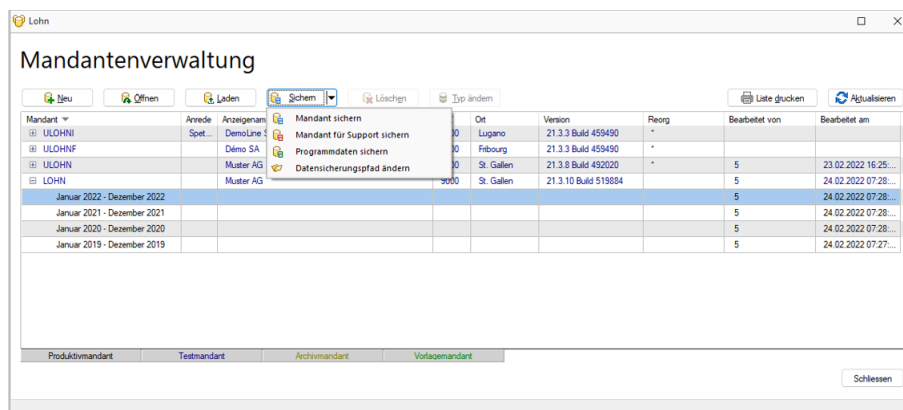 Lohn
Mandantenverwaltung
Neu Öffnen Laden Sichern Löschen Typ ändern Liste drucken Aktualisieren
Mandant Anrede Ort Version Reorg Bearbeitet von Bearbeitet am
Mandant sichern
Mandant für Support sichern
Programmdaten sichern
Datensicherungspfad ändern
ULOHNI Spet... DemoLine Lugano 21.3.3 Build 459490 *
ULOHNF Démo SA Fribourg 21.3.3 Build 459490 *
ULOHN Muster AG St. Gallen 21.3.8 Build 492020 * 5 23.02.2022 16:25:...
LOHN Muster AG 9000 St. Gallen 21.3.10 Build 519884 5 24.02.2022 07:28:...
Januar 2022 - Dezember 2022 5 24.02.2022 07:28:...
Januar 2021 - Dezember 2021 5 24.02.2022 07:28:...
Januar 2020 - Dezember 2020 5 24.02.2022 07:28:...
Januar 2019 - Dezember 2019 5 24.02.2022 07:27:...
Produktivmandant Testmandant Archivmandant Vorlagemandant
Schliessen